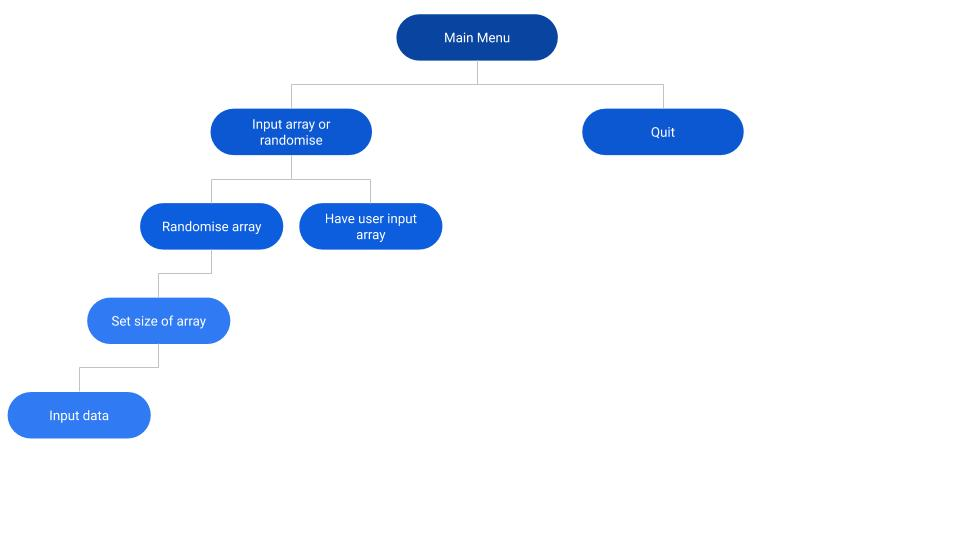 Main Menu
Input array or
randomise
Quit
Randomise array
Have user input
array
Set size of array
Input data